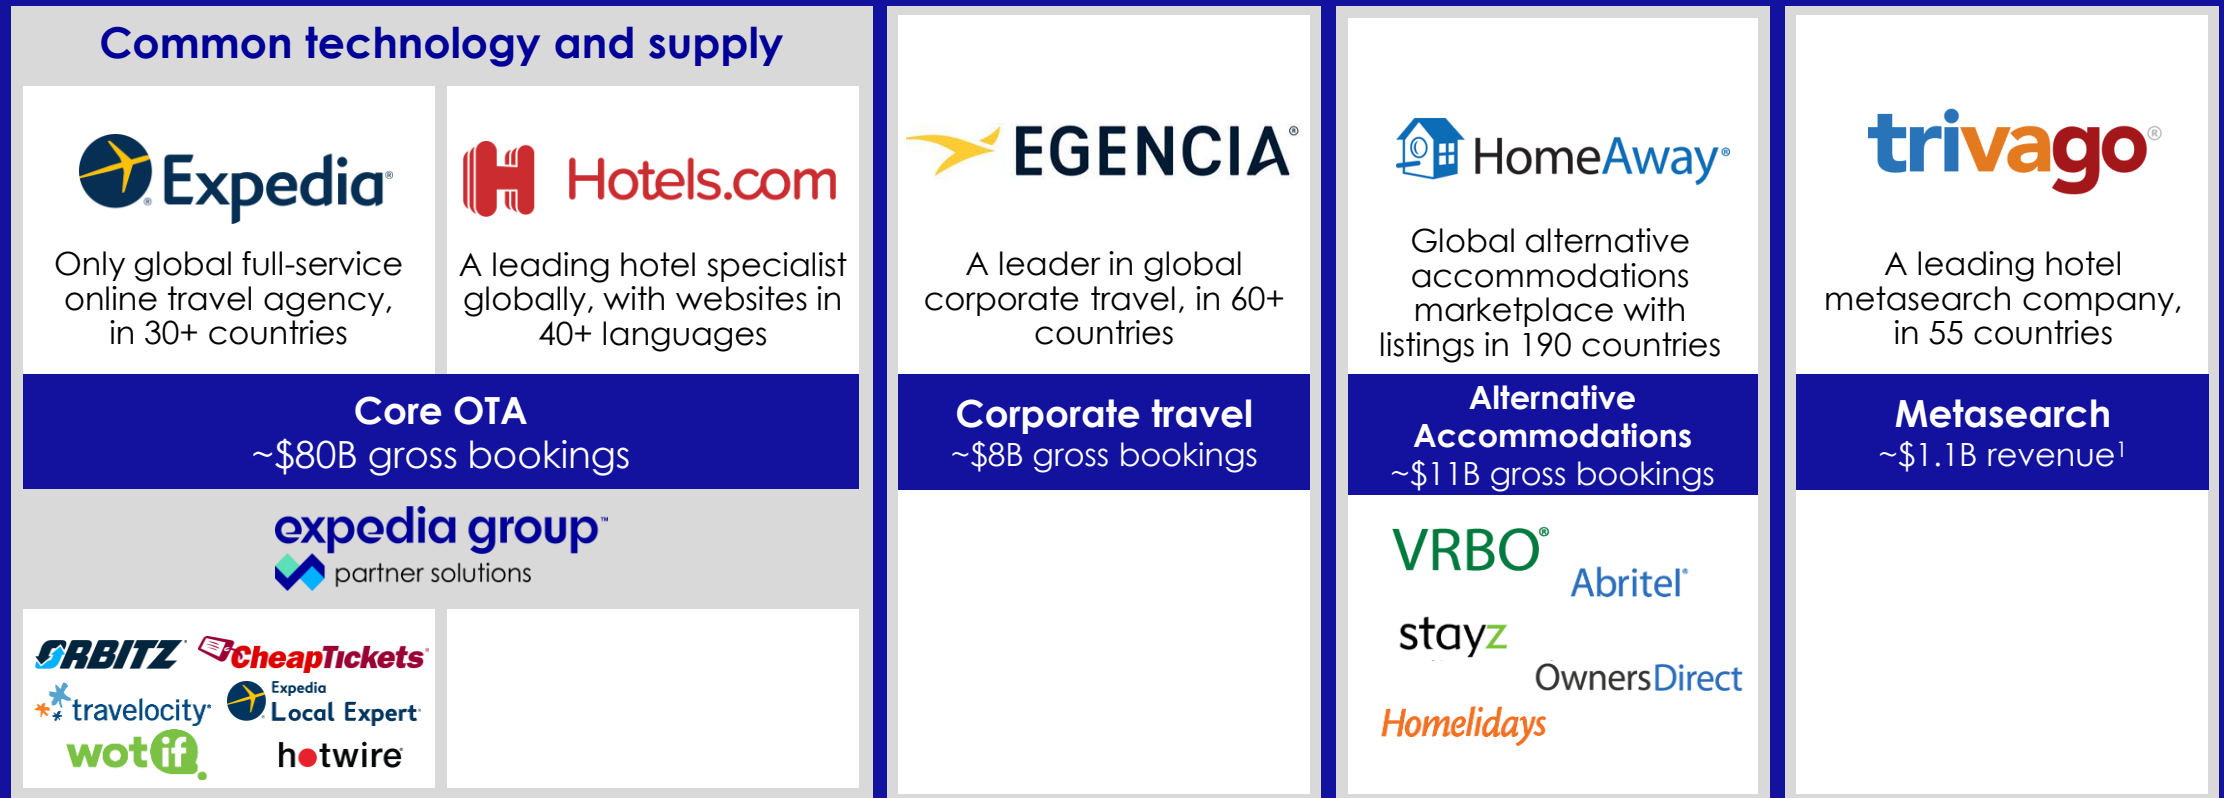 Common technology and supply
Expedia®
Only global full-service
online travel agency,
in 30+ countries
Hotels.com
A leading hotel specialist
globally, with websites in
40+ languages
Core OTA
~$80B gross bookings
expedia group™
partner solutions
ORBITZ
CheapTickets
travelocity
Expedia
Local Expert
wotif
hotwire
EGENCIA®
A leader in global
corporate travel, in 60+
countries
Corporate travel
~$8B gross bookings
HomeAway®
Global alternative
accommodations
marketplace with
listings in 190 countries
Alternative
Accommodations
~$11B gross bookings
VRBO®
Abritel®
stayz
OwnersDirect
Homelidays
trivago®
A leading hotel
metasearch company,
in 55 countries
Metasearch
~$1.1B revenue¹